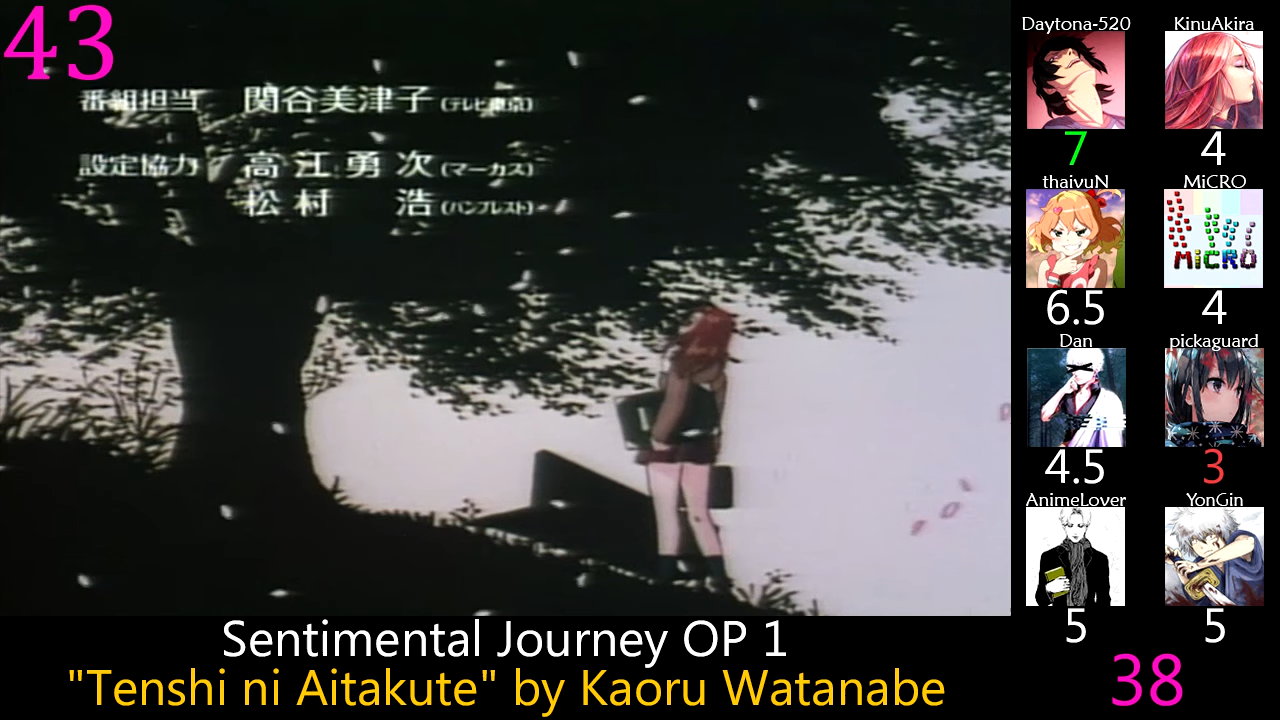 43
番組担当 関谷美津子(テレビ東京)
設定協力 高江勇次(マーカス)
松村 浩(バンプレスト)
Daytona-520 KinuAkira
7 4
thaivuN MiCRO
MiCRO
6.5 4
Dan pickaguard
4.5 3
AnimeLover YonGin
5 5
Sentimental Journey OP 1
"Tenshi ni Aitakute" by Kaoru Watanabe
38